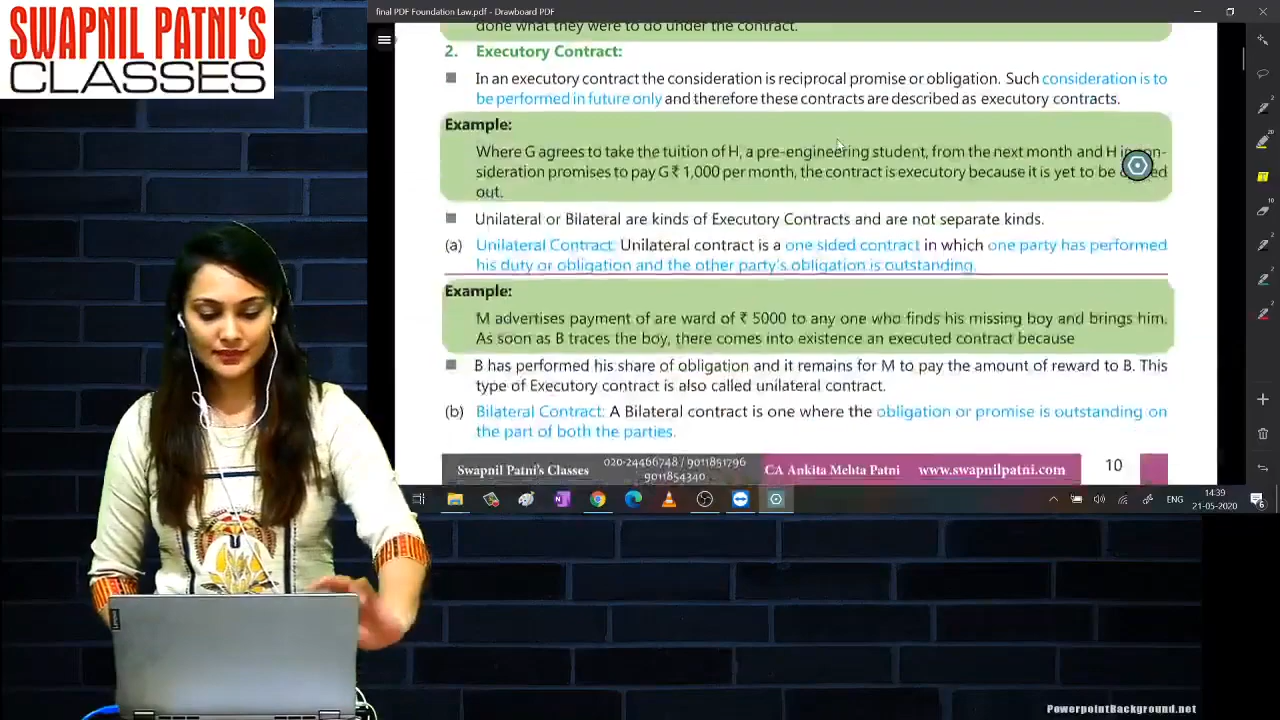 SWAPNIL PATNI'S
CLASSES
final PDF Foundation Law.pdf - Drawboard PDF
done what they were to do under the contract.
2. Executory Contract:
■ In an executory contract the consideration is reciprocal promise or obligation. Such consideration is to
be performed in future only and therefore these contracts are described as executory contracts.
Example:
Where G agrees to take the tuition of H, a pre-engineering student, from the next month and H in con-
sideration promises to pay G ₹ 1,000 per month, the contract is executory because it is yet to be
out.
■ Unilateral or Bilateral are kinds of Executory Contracts and are not separate kinds.
(a) Unilateral Contract: Unilateral contract is a one sided contract in which one party has performed
his duty or obligation and the other party's obligation is outstanding.
Example:
M advertises payment of are ward of ₹ 5000 to any one who finds his missing boy and brings him.
As soon as B traces the boy, there comes into existence an executed contract because
■ B has performed his share of obligation and it remains for M to pay the amount of reward to B. This
type of Executory contract is also called unilateral contract.
(b) Bilateral Contract: A Bilateral contract is one where the obligation or promise is outstanding on
the part of both the parties.
Swapnil Patni's Classes
020-24466748 / 9011851796
9011854340
CA Ankita Mehta Patni
www.swapnilpatni.com
10
ENG
14:39
21-05-2020
Lenovo
PowerpointBackground.net